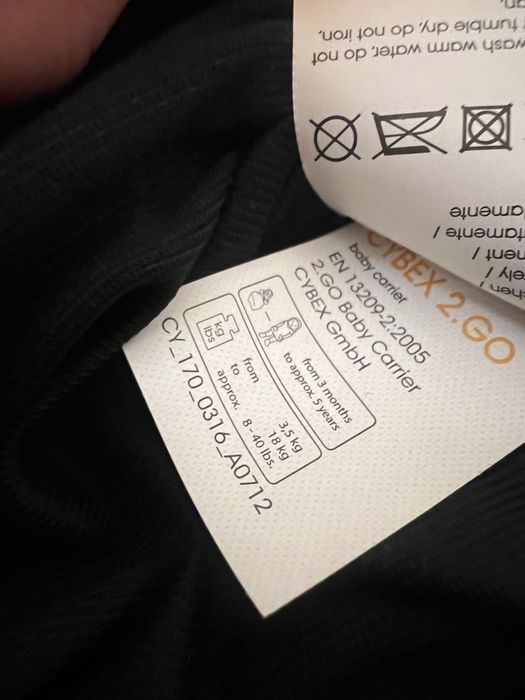 CYBEX 2.GO
baby carrier
EN 13209-2:2005
2.GO Baby Carrier
CYBEX GmbH
from 3 months
to approx. 5 years
kg
lbs
from 3,5 kg
to 18 kg
approx. 8 - 40 lbs.
CY_170_0316_A0712
wash warm water, do not
tumble dry, do not iron.